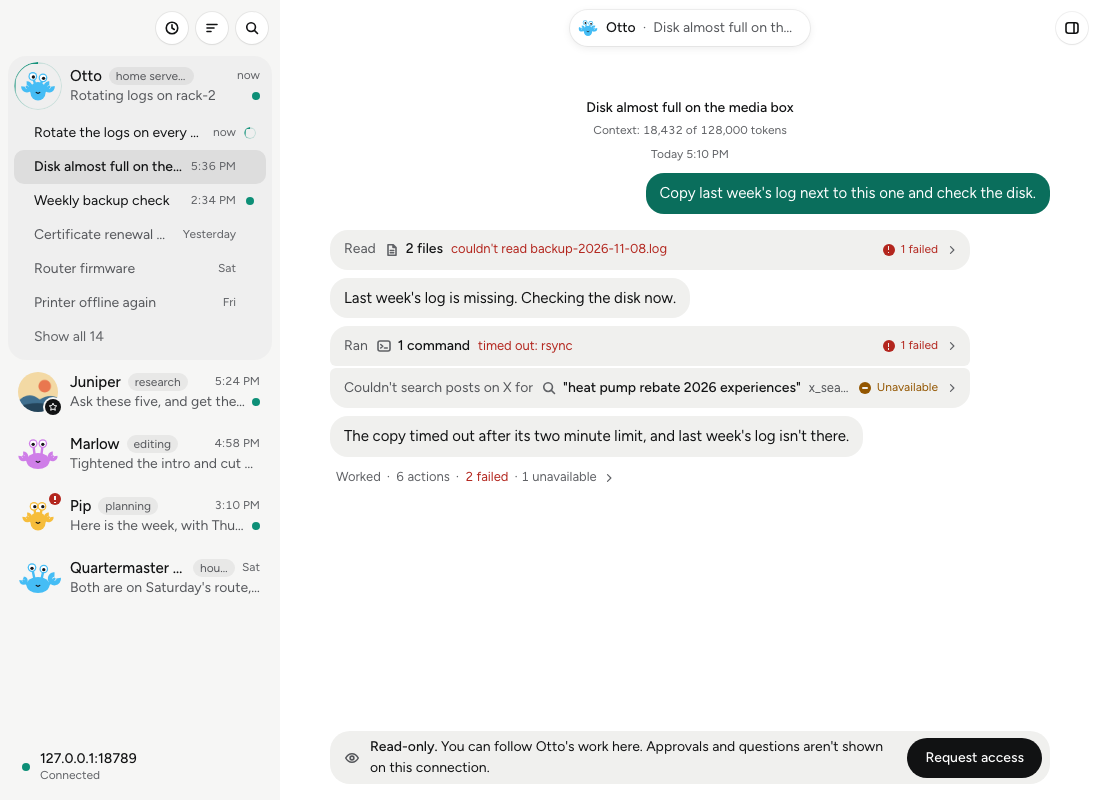 Otto home serve... now
Rotating logs on rack-2
Rotate the logs on every ... now
Disk almost full on the... 5:36 PM
Weekly backup check 2:34 PM
Certificate renewal ... Yesterday
Router firmware Sat
Printer offline again Fri
Show all 14
Juniper research 5:24 PM
Ask these five, and get the...
Marlow editing 4:58 PM
Tightened the intro and cut ...
Pip planning 3:10 PM
Here is the week, with Thu...
Quartermaster ... hou... Sat
Both are on Saturday's route,...
127.0.0.1:18789
Connected
Otto · Disk almost full on th...
Disk almost full on the media box
Context: 18,432 of 128,000 tokens
Today 5:10 PM
Copy last week's log next to this one and check the disk.
Read 2 files couldn't read backup-2026-11-08.log 1 failed
Last week's log is missing. Checking the disk now.
Ran 1 command timed out: rsync 1 failed
Couldn't search posts on X for "heat pump rebate 2026 experiences" x_sea... Unavailable
The copy timed out after its two minute limit, and last week's log isn't there.
Worked · 6 actions · 2 failed · 1 unavailable
Read-only. You can follow Otto's work here. Approvals and questions aren't shown
on this connection.
Request access